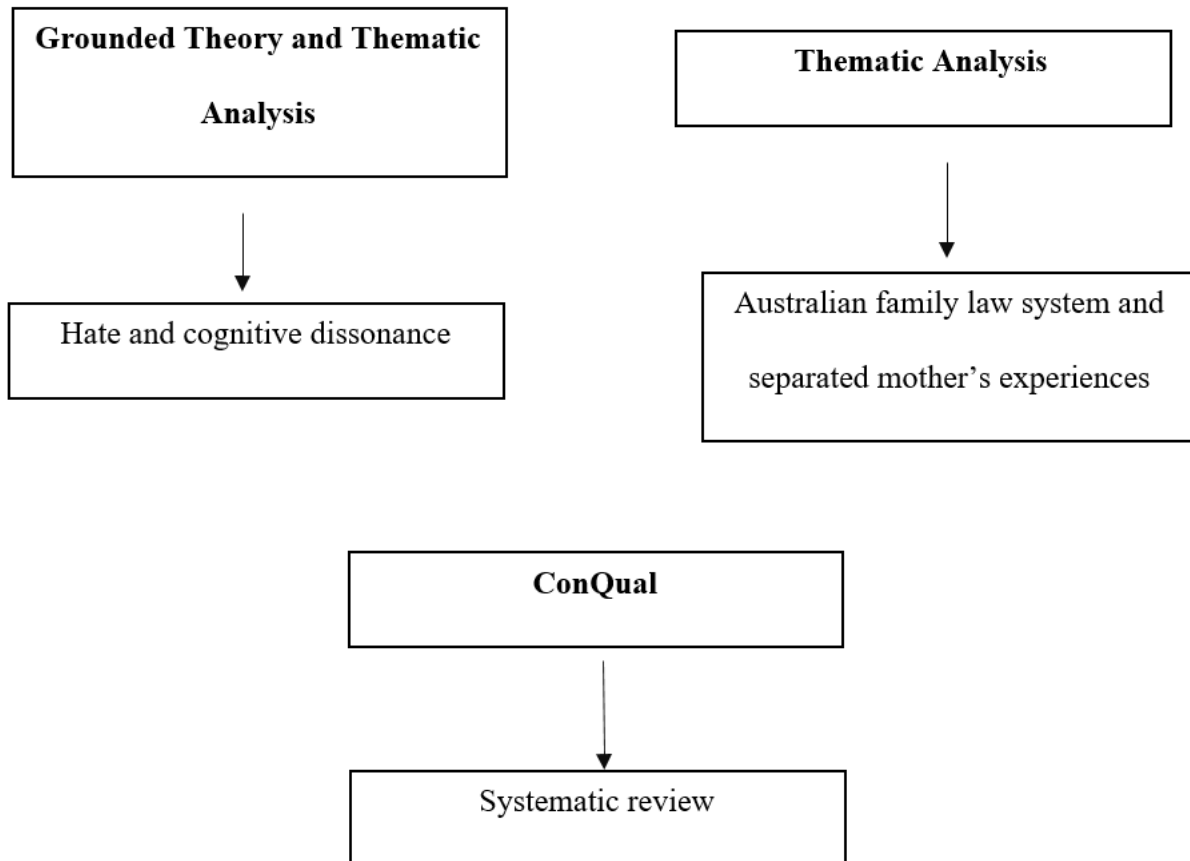 Grounded Theory and Thematic
Analysis
Thematic Analysis
Hate and cognitive dissonance
Australian family law system and
separated mother’s experiences
ConQual
Systematic review